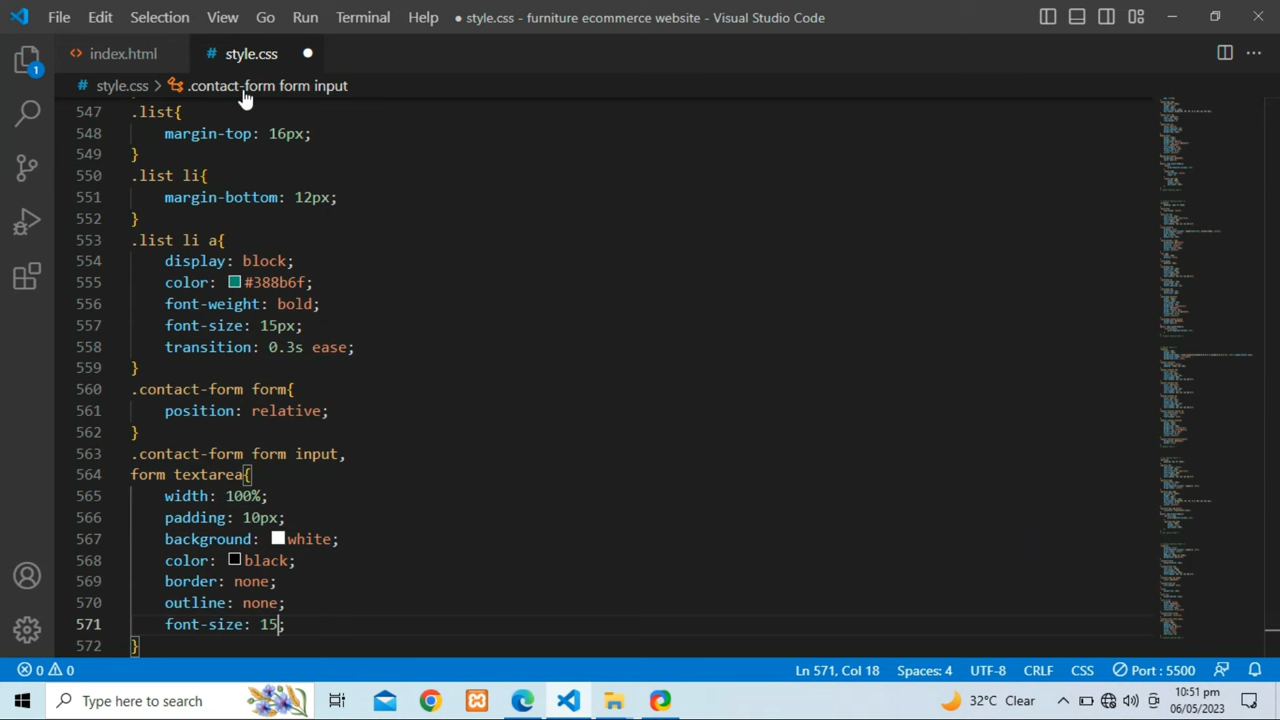 File Edit Selection View Go Run Terminal Help ● style.css - furniture ecommerce website - Visual Studio Code
index.html # style.css ●
# style.css > .contact-form form input
547 .list{
548 margin-top: 16px;
549 }
550 .list li{
551 margin-bottom: 12px;
552 }
553 .list li a{
554 display: block;
555 color: #388b6f;
556 font-weight: bold;
557 font-size: 15px;
558 transition: 0.3s ease;
559 }
560 .contact-form form{
561 position: relative;
562 }
563 .contact-form form input,
564 form textarea{
565 width: 100%;
566 padding: 10px;
567 background: white;
568 color: black;
569 border: none;
570 outline: none;
571 font-size: 15;
572 }
1
0 0 Ln 571, Col 18 Spaces: 4 UTF-8 CRLF CSS Port : 5500
Type here to search 32°C Clear 10:51 pm
06/05/2023